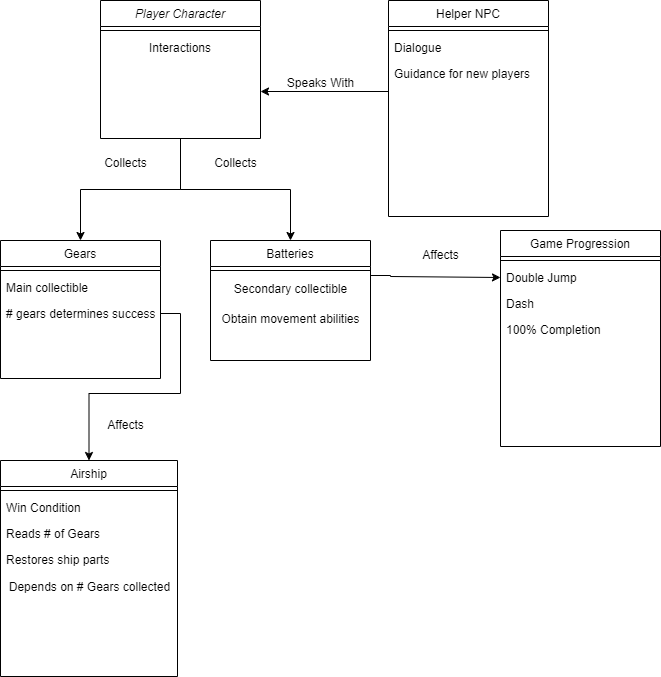 Player Character
Interactions
Helper NPC
Dialogue
Guidance for new players
Speaks With
Collects
Collects
Gears
Main collectible
# gears determines success
Batteries
Secondary collectible
Obtain movement abilities
Affects
Game Progression
Double Jump
Dash
100% Completion
Affects
Airship
Win Condition
Reads # of Gears
Restores ship parts
Depends on # Gears collected